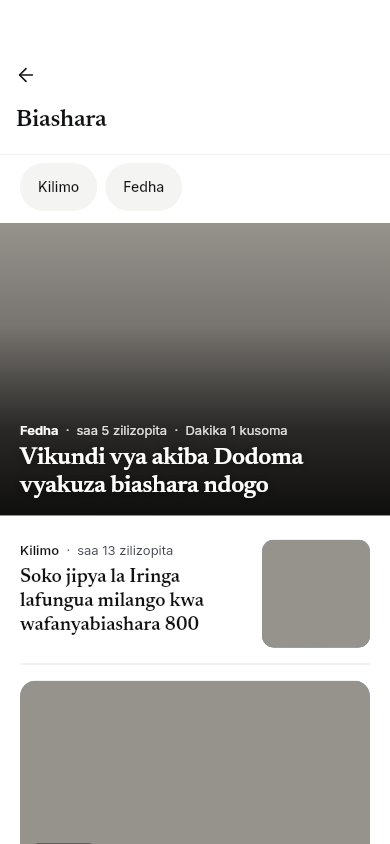 Biashara
Kilimo
Fedha
Fedha · saa 5 zilizopita · Dakika 1 kusoma
Vikundi vya akiba Dodoma
vyakuza biashara ndogo
Kilimo · saa 13 zilizopita
Soko jipya la Iringa
lafungua milango kwa
wafanyabiashara 800